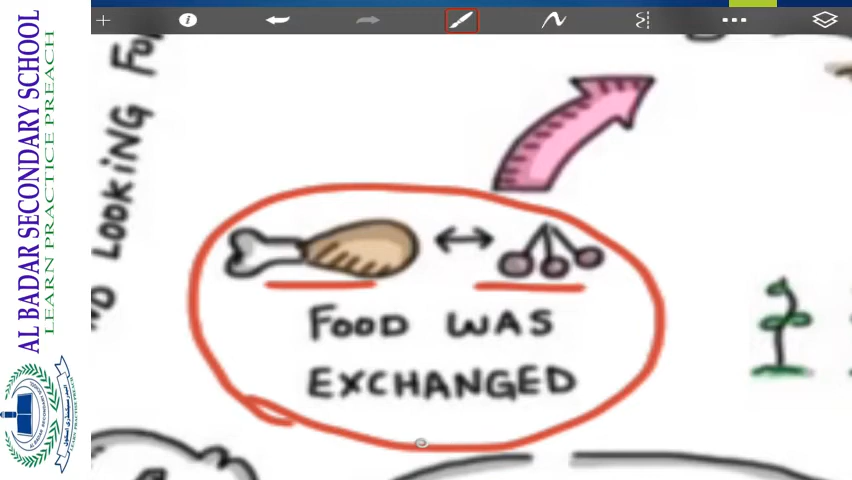 AL BADAR SECONDARY SCHOOL
LEARN PRACTICE PREACH
LOOKING FO
FOOD WAS
EXCHANGED